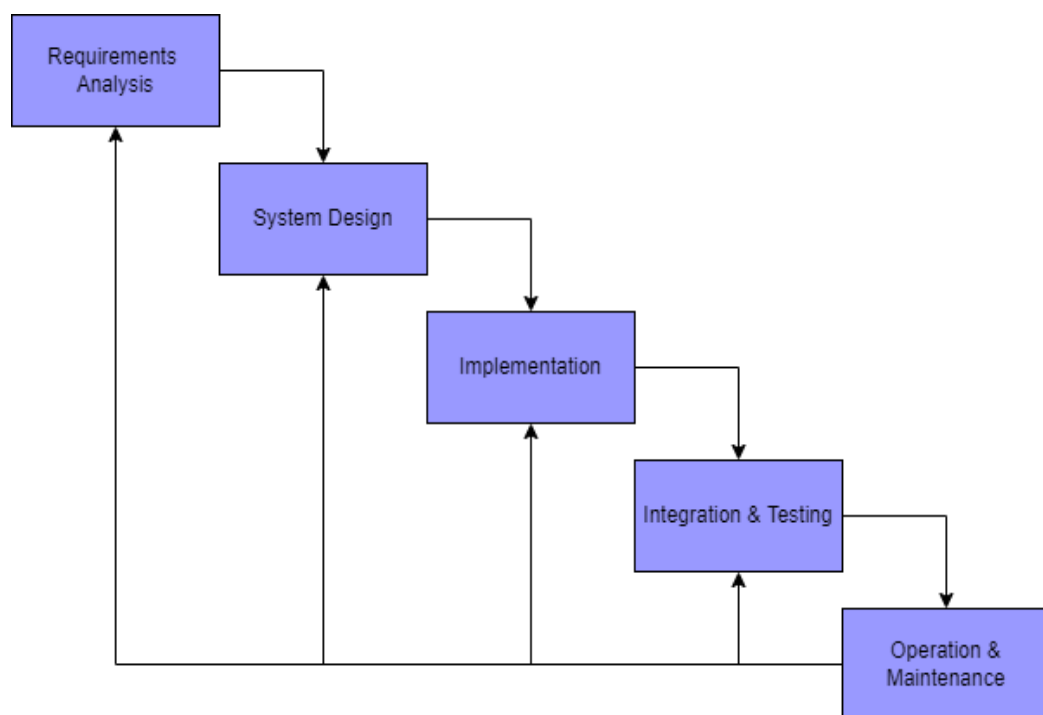 Requirements
Analysis
System Design
Implementation
Integration & Testing
Operation &
Maintenance